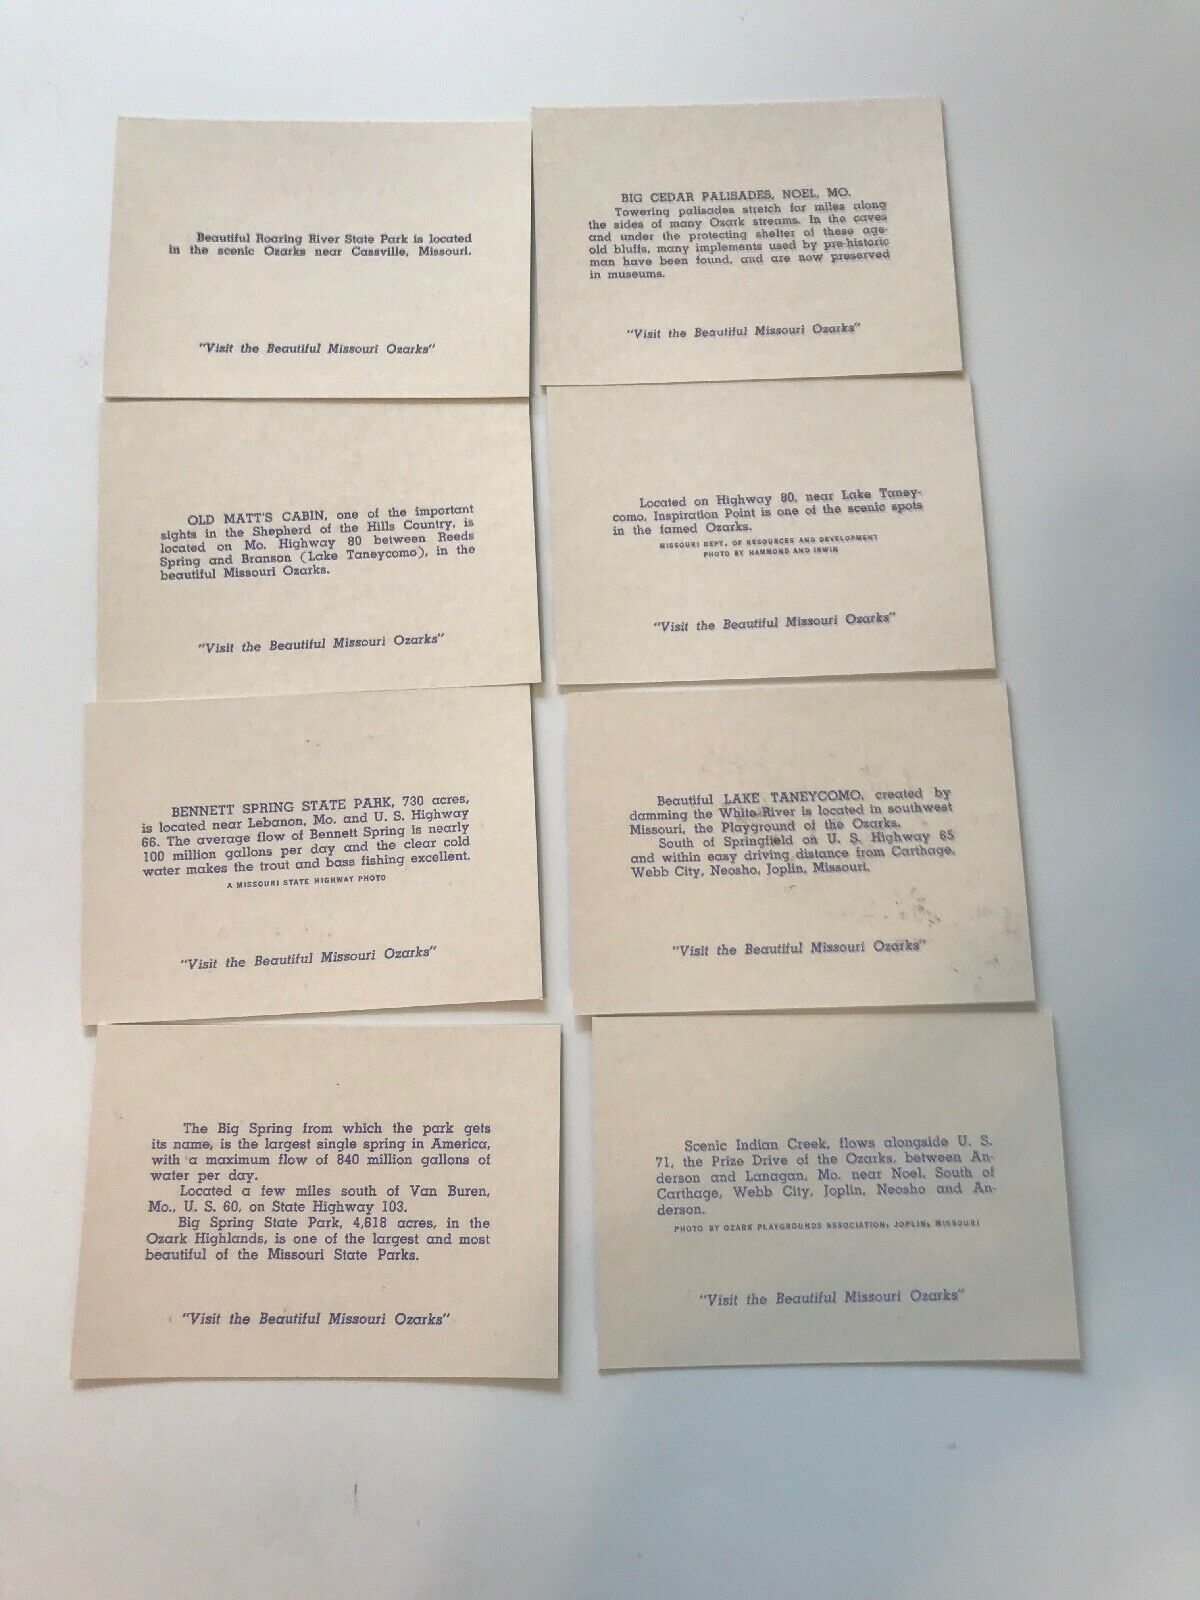 Beautiful Roaring River State Park is located
in the scenic Ozarks near Cassville, Missouri.
"Visit the Beautiful Missouri Ozarks"
BIG CEDAR PALISADES, NOEL, MO.
Towering palisades stretch for miles along
the sides of many Ozark streams. In the caves
and under the protecting shelter of these age-
old bluffs, many implements used by pre-historic
man have been found, and are now preserved
in museums.
"Visit the Beautiful Missouri Ozarks"
OLD MATT'S CABIN, one of the important
sights in the Shepherd of the Hills Country, is
located on Mo. Highway 80 between Reeds
Spring and Branson (Lake Taneycomo), in the
beautiful Missouri Ozarks.
"Visit the Beautiful Missouri Ozarks"
Located on Highway 80, near Lake Taney-
como, Inspiration Point is one of the scenic spots
in the famed Ozarks.
MISSOURI DEPT. OF RESOURCES AND DEVELOPMENT
PHOTO BY HAMMOND AND IRWIN
"Visit the Beautiful Missouri Ozarks"
BENNETT SPRING STATE PARK, 730 acres,
is located near Lebanon, Mo. and U. S. Highway
66. The average flow of Bennett Spring is nearly
100 million gallons per day and the clear cold
water makes the trout and bass fishing excellent.
A MISSOURI STATE HIGHWAY PHOTO
"Visit the Beautiful Missouri Ozarks"
Beautiful LAKE TANEYCOMO, created by
damming the White River is located in southwest
Missouri, the Playground of the Ozarks.
South of Springfield on U. S. Highway 65
and within easy driving distance from Carthage,
Webb City, Neosho, Joplin, Missouri.
"Visit the Beautiful Missouri Ozarks"
The Big Spring from which the park gets
its name, is the largest single spring in America,
with a maximum flow of 840 million gallons of
water per day.
Located a few miles south of Van Buren,
Mo., U. S. 60, on State Highway 103.
Big Spring State Park, 4,618 acres, in the
Ozark Highlands, is one of the largest and most
beautiful of the Missouri State Parks.
"Visit the Beautiful Missouri Ozarks"
Scenic Indian Creek, flows alongside U. S.
71, the Prize Drive of the Ozarks, between An-
derson and Lanagan, Mo. near Noel, South of
Carthage, Webb City, Joplin, Neosho and An-
derson.
PHOTO BY OZARK PLAYGROUNDS ASSOCIATION, JOPLIN, MISSOURI
"Visit the Beautiful Missouri Ozarks"